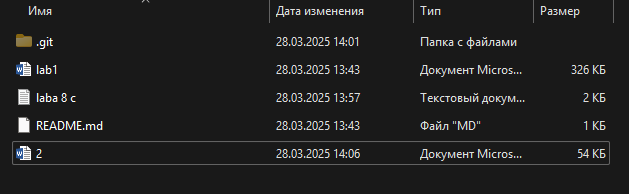 Имя Дата изменения Тип Размер
.git 28.03.2025 14:01 Папка с файлами
lab1 28.03.2025 13:43 Документ Micros... 326 КБ
laba 8 c 28.03.2025 13:57 Текстовый докум... 2 КБ
README.md 28.03.2025 13:43 Файл "MD" 1 КБ
2 28.03.2025 14:06 Документ Micros... 54 КБ